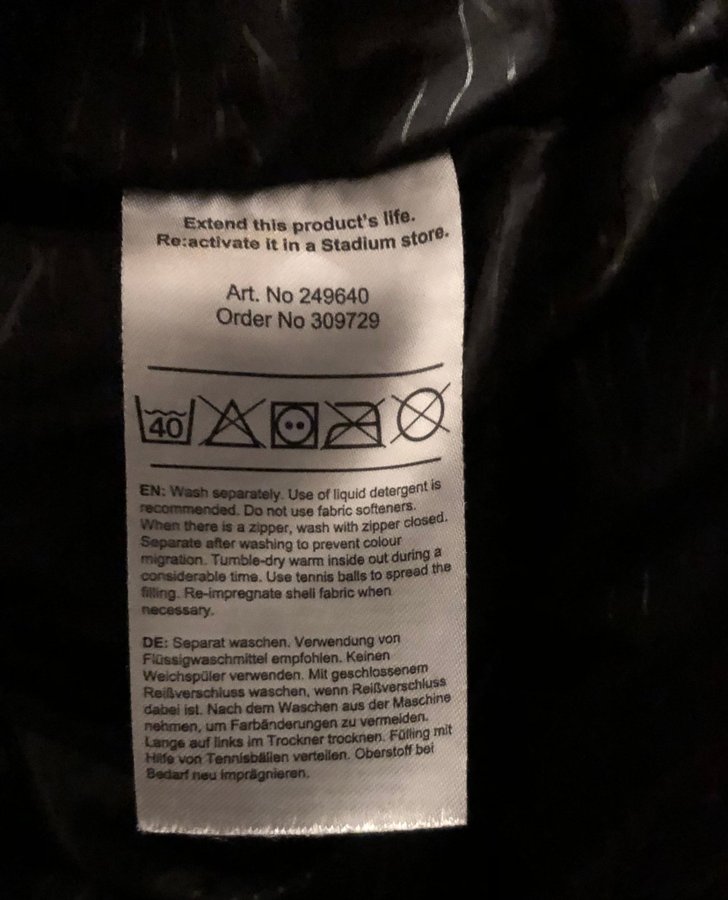 Extend this product's life.
Re:activate it in a Stadium store.
Art. No 249640
Order No 309729
40
EN: Wash separately. Use of liquid detergent is
recommended. Do not use fabric softeners.
When there is a zipper, wash with zipper closed.
Separate after washing to prevent colour
migration. Tumble-dry warm inside out during a
considerable time. Use tennis balls to spread the
filling. Re-impregnate shell fabric when
necessary.
DE: Separat waschen. Verwendung von
Flüssigwaschmittel empfohlen. Keinen
Weichspüler verwenden. Mit geschlossenem
Reißverschluss waschen, wenn Reißverschluss
dabei ist. Nach dem Waschen aus der Maschine
nehmen, um Farbänderungen zu vermeiden.
Lange auf links im Trockner trocknen. Füllung mit
Hilfe von Tennisbällen verteilen. Oberstoff bei
Bedarf neu imprägnieren.